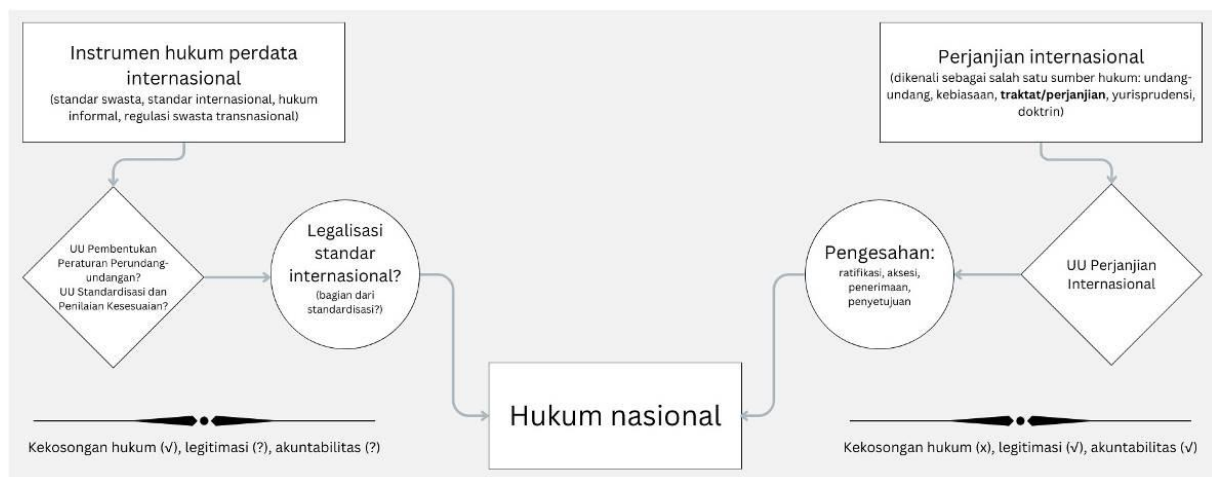 Instrumen hukum perdata
internasional
(standar swasta, standar internasional, hukum
informal, regulasi swasta transnasional)
Perjanjian internasional
(dikenali sebagai salah satu sumber hukum: undang-
undang, kebiasaan, traktat/perjanjian, yurisprudensi,
doktrin)
UU Pembentukan
Peraturan Perundang-
undangan?
UU Standardisasi dan
Penilaian Kesesuaian?
Legalisasi
standar
internasional?
(bagian dari
standardisasi?)
Pengesahan:
ratifikasi, aksesi,
penerimaan,
penyetujuan
UU Perjanjian
Internasional
Hukum nasional
Kekosongan hukum (√), legitimasi (?), akuntabilitas (?)
Kekosongan hukum (x), legitimasi (√), akuntabilitas (√)